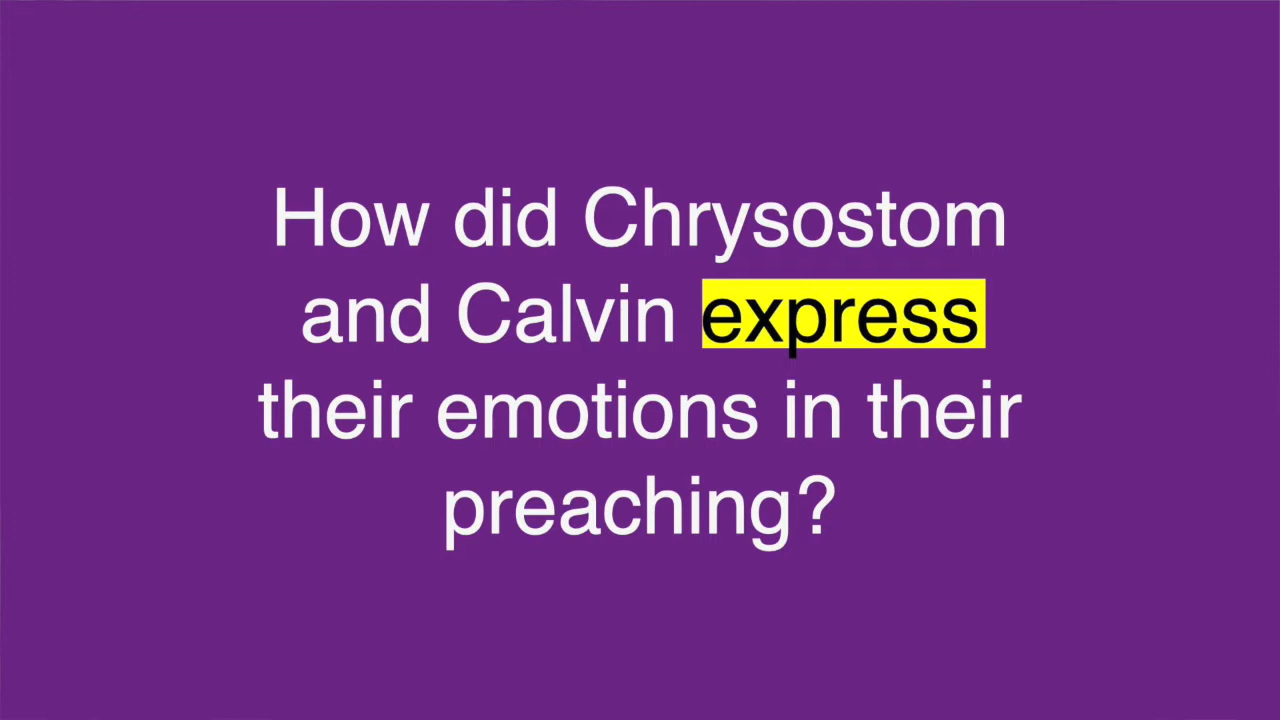 How did Chrysostom
and Calvin express
their emotions in their
preaching?